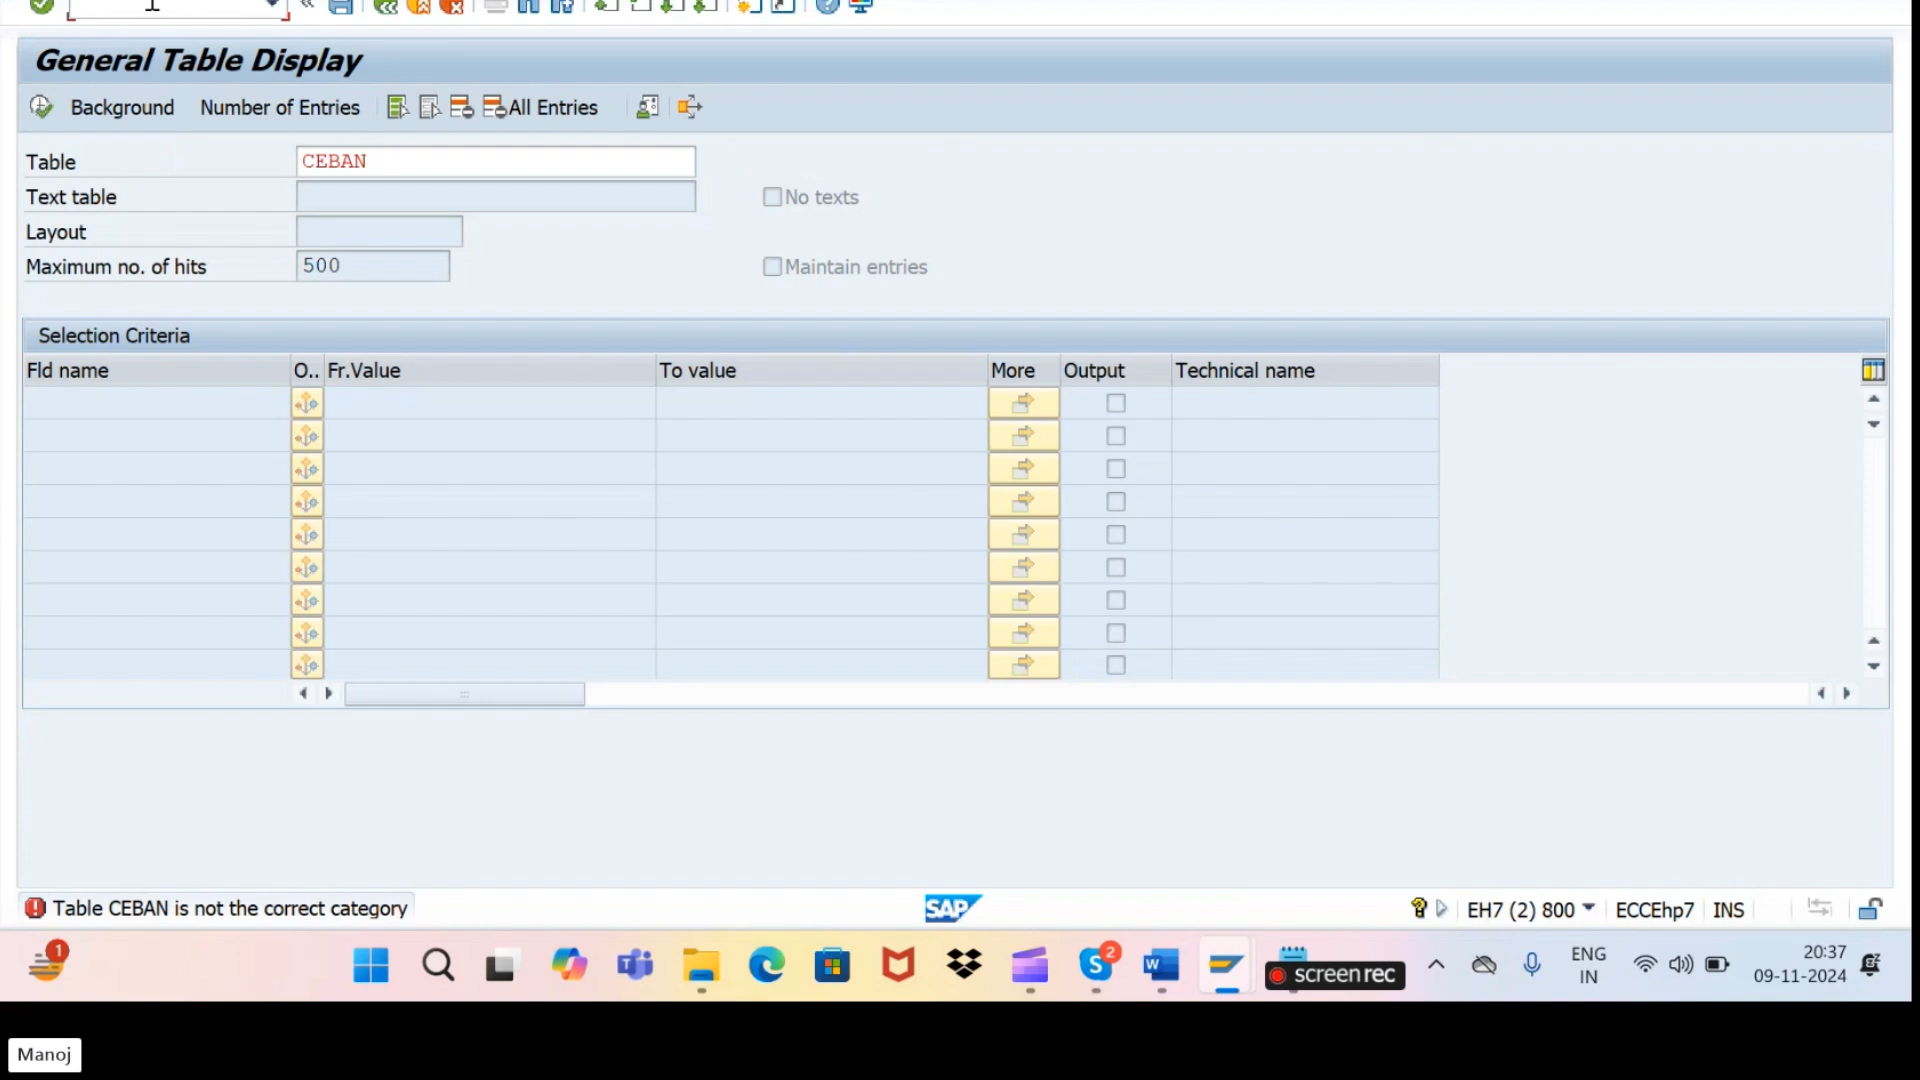 General Table Display
Background Number of Entries All Entries
Table CEBAN
Text table No texts
Layout
Maximum no. of hits 500 Maintain entries
Selection Criteria
Fld name O.. Fr.Value To value More Output Technical name
Table CEBAN is not the correct category SAP EH7 (2) 800 ECCEhp7 INS
1 2 screenrec ENG 20:37
IN 09-11-2024
Manoj